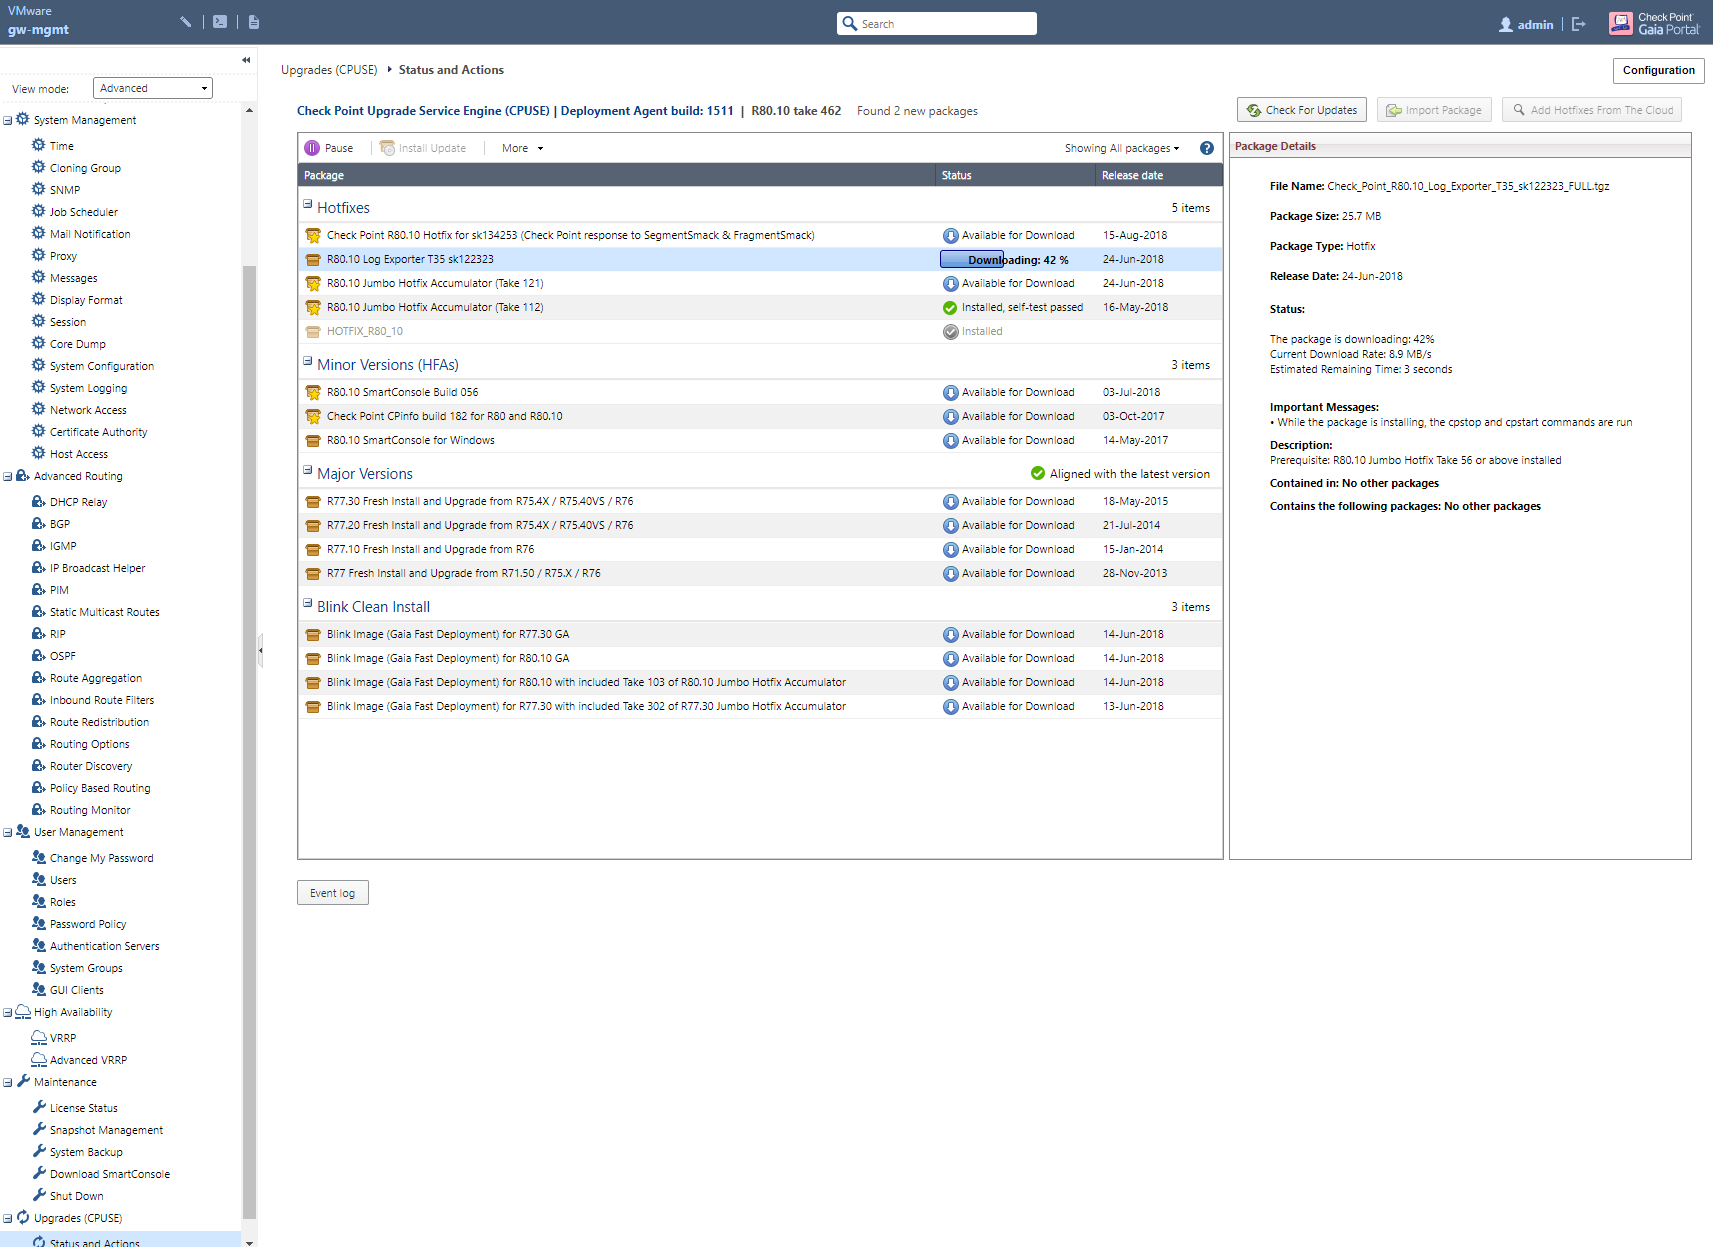 VMware
gw-mgmt
Search
admin
Check Point
Gaia Portal
View mode:
Advanced
System Management
Time
Cloning Group
SNMP
Job Scheduler
Mail Notification
Proxy
Messages
Display Format
Session
Core Dump
System Configuration
System Logging
Network Access
Certificate Authority
Host Access
Advanced Routing
DHCP Relay
BGP
IGMP
IP Broadcast Helper
PIM
Static Multicast Routes
RIP
OSPF
Route Aggregation
Inbound Route Filters
Route Redistribution
Routing Options
Router Discovery
Policy Based Routing
Routing Monitor
User Management
Change My Password
Users
Roles
Password Policy
Authentication Servers
System Groups
GUI Clients
High Availability
VRRP
Advanced VRRP
Maintenance
License Status
Snapshot Management
System Backup
Download SmartConsole
Shut Down
Upgrades (CPUSE)
Status and Actions
Upgrades (CPUSE) Status and Actions
Configuration
Check Point Upgrade Service Engine (CPUSE) | Deployment Agent build: 1511 | R80.10 take 462 Found 2 new packages
Check For Updates
Import Package
Add Hotfixes From The Cloud
Pause Install Update More Showing All packages
Package Status Release date
Hotfixes 5 items
Check Point R80.10 Hotfix for sk134253 (Check Point response to SegmentSmack & FragmentSmack) Available for Download 15-Aug-2018
R80.10 Log Exporter T35 sk122323 Downloading: 42 % 24-Jun-2018
R80.10 Jumbo Hotfix Accumulator (Take 121) Available for Download 24-Jun-2018
R80.10 Jumbo Hotfix Accumulator (Take 112) Installed, self-test passed 16-May-2018
HOTFIX_R80_10 Installed
Minor Versions (HFAs) 3 items
R80.10 SmartConsole Build 056 Available for Download 03-Jul-2018
Check Point CPinfo build 182 for R80 and R80.10 Available for Download 03-Oct-2017
R80.10 SmartConsole for Windows Available for Download 14-May-2017
Major Versions Aligned with the latest version
R77.30 Fresh Install and Upgrade from R75.4X / R75.40VS / R76 Available for Download 18-May-2015
R77.20 Fresh Install and Upgrade from R75.4X / R75.40VS / R76 Available for Download 21-Jul-2014
R77.10 Fresh Install and Upgrade from R76 Available for Download 15-Jan-2014
R77 Fresh Install and Upgrade from R71.50 / R75.X / R76 Available for Download 28-Nov-2013
Blink Clean Install 3 items
Blink Image (Gaia Fast Deployment) for R77.30 GA Available for Download 14-Jun-2018
Blink Image (Gaia Fast Deployment) for R80.10 GA Available for Download 14-Jun-2018
Blink Image (Gaia Fast Deployment) for R80.10 with included Take 103 of R80.10 Jumbo Hotfix Accumulator Available for Download 14-Jun-2018
Blink Image (Gaia Fast Deployment) for R77.30 with included Take 302 of R77.30 Jumbo Hotfix Accumulator Available for Download 13-Jun-2018
Event log
Package Details
File Name: Check_Point_R80.10_Log_Exporter_T35_sk122323_FULL.tgz
Package Size: 25.7 MB
Package Type: Hotfix
Release Date: 24-Jun-2018
Status:
The package is downloading: 42%
Current Download Rate: 8.9 MB/s
Estimated Remaining Time: 3 seconds
Important Messages:
• While the package is installing, the cpstop and cpstart commands are run
Description:
Prerequisite: R80.10 Jumbo Hotfix Take 56 or above installed
Contained in: No other packages
Contains the following packages: No other packages